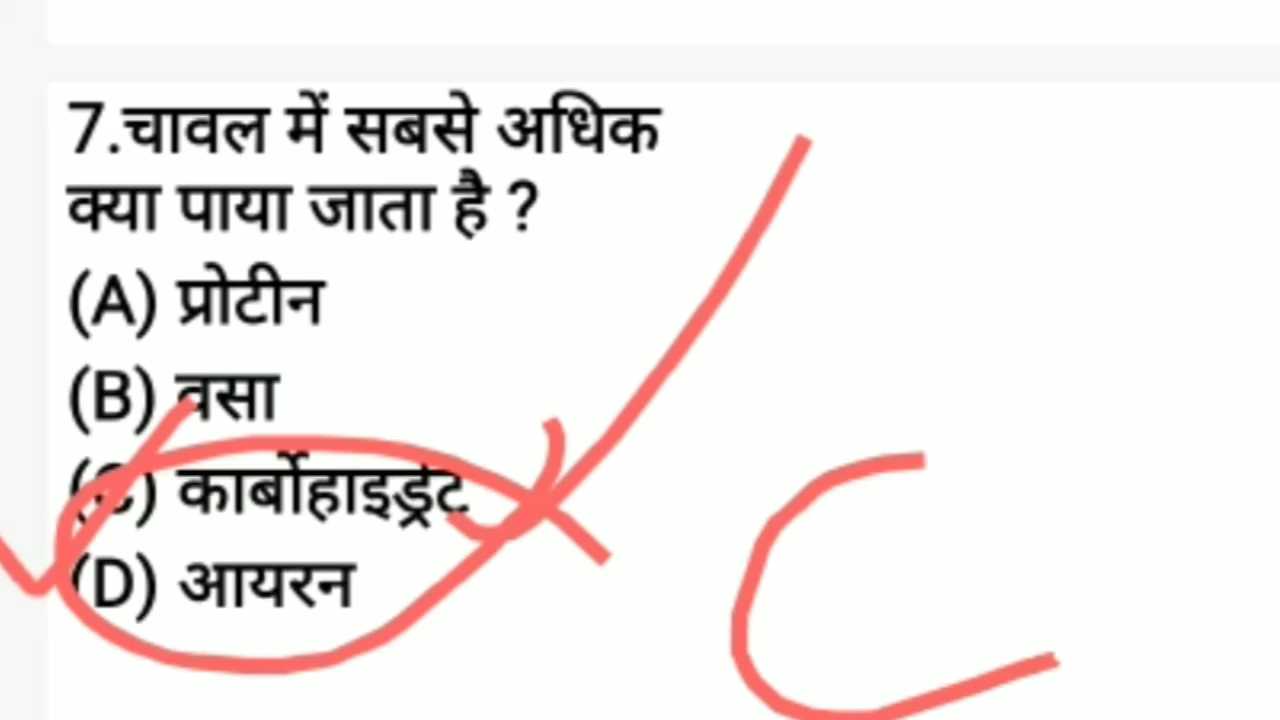 7.चावल में सबसे अधिक
क्या पाया जाता है ?
(A) प्रोटीन
(B) वसा
(C) कार्बोहाइड्रेट
(D) आयरन
C